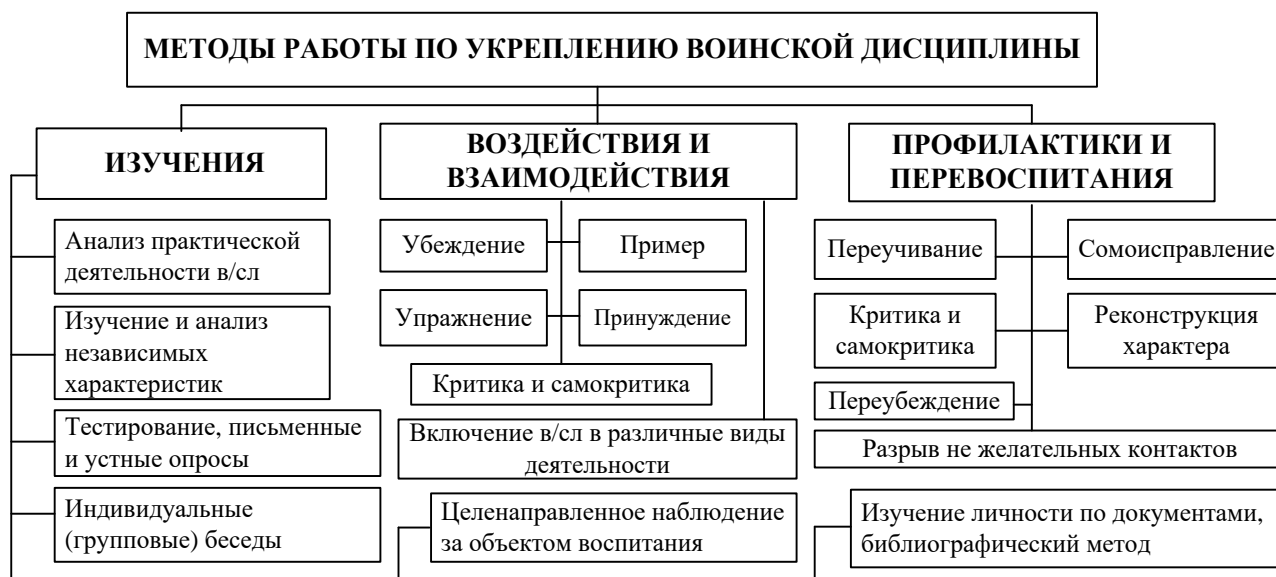 МЕТОДЫ РАБОТЫ ПО УКРЕПЛЕНИЮ ВОИНСКОЙ ДИСЦИПЛИНЫ
ИЗУЧЕНИЯ
Анализ практической
деятельности в/сл
Изучение и анализ
независимых
характеристик
Тестирование, письменные
и устные опросы
Индивидуальные
(групповые) беседы
ВОЗДЕЙСТВИЯ И
ВЗАИМОДЕЙСТВИЯ
Убеждение
Пример
Упражнение
Принуждение
Критика и самокритика
Включение в/сл в различные виды
деятельности
Целенаправленное наблюдение
за объектом воспитания
ПРОФИЛАКТИКИ И
ПЕРЕВОСПИТАНИЯ
Переучивание
Сомоисправление
Критика и
самокритика
Реконструкция
характера
Переубеждение
Разрыв не желательных контактов
Изучение личности по документами,
библиографический метод